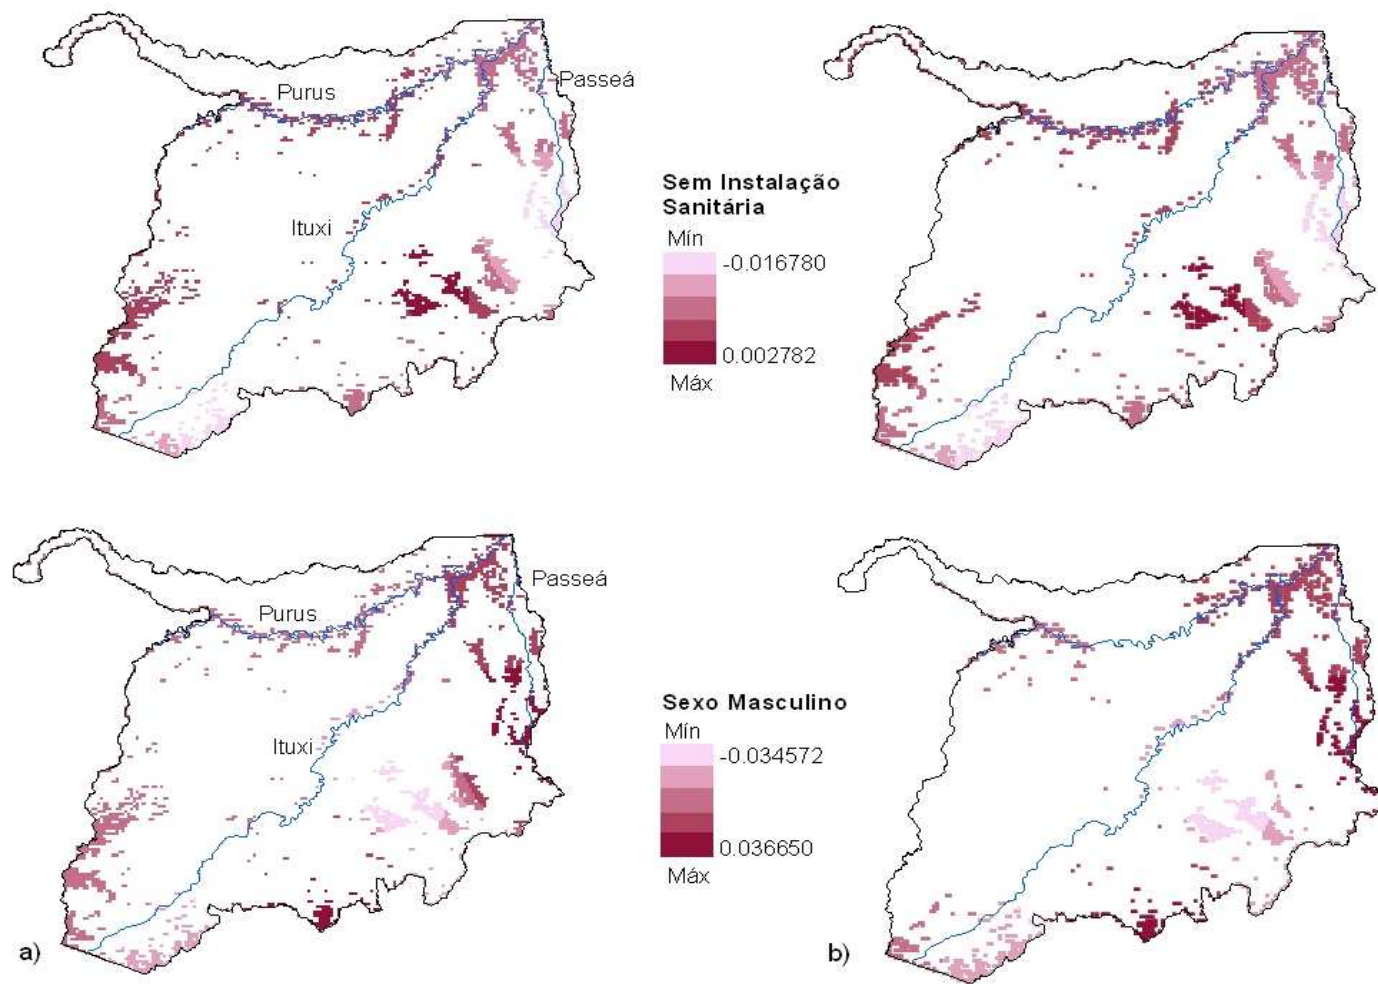 Purus
Passeá
Ituxi
Sem Instalação
Sanitária
Mín
-0.016780
0.002782
Máx
Passeá
Purus
Ituxi
Sexo Masculino
Mín
-0.034572
0.036650
Máx
a)
b)